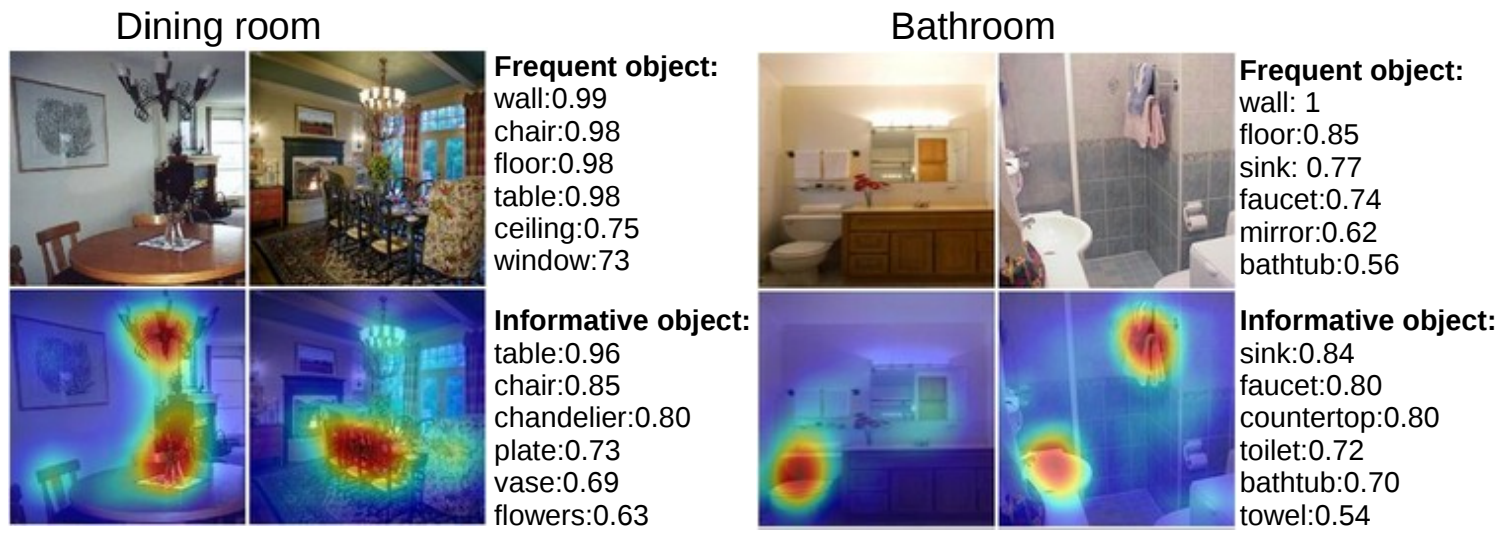 Dining room
Frequent object:
wall:0.99
chair:0.98
floor:0.98
table:0.98
ceiling:0.75
window:73
Informative object:
table:0.96
chair:0.85
chandelier:0.80
plate:0.73
vase:0.69
flowers:0.63
Bathroom
Frequent object:
wall: 1
floor:0.85
sink: 0.77
faucet:0.74
mirror:0.62
bathtub:0.56
Informative object:
sink:0.84
faucet:0.80
countertop:0.80
toilet:0.72
bathtub:0.70
towel:0.54